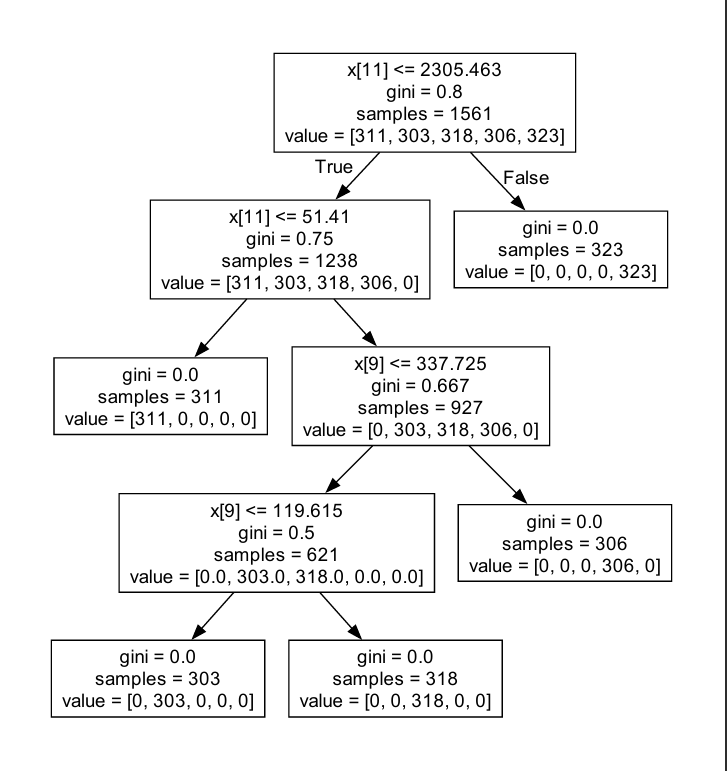 x[11] <= 2305.463
gini = 0.8
samples = 1561
value = [311, 303, 318, 306, 323]
True
False
x[11] <= 51.41
gini = 0.75
samples = 1238
value = [311, 303, 318, 306, 0]
gini = 0.0
samples = 323
value = [0, 0, 0, 0, 323]
gini = 0.0
samples = 311
value = [311, 0, 0, 0, 0]
x[9] <= 337.725
gini = 0.667
samples = 927
value = [0, 303, 318, 306, 0]
x[9] <= 119.615
gini = 0.5
samples = 621
value = [0.0, 303.0, 318.0, 0.0, 0.0]
gini = 0.0
samples = 306
value = [0, 0, 0, 306, 0]
gini = 0.0
samples = 303
value = [0, 303, 0, 0, 0]
gini = 0.0
samples = 318
value = [0, 0, 318, 0, 0]